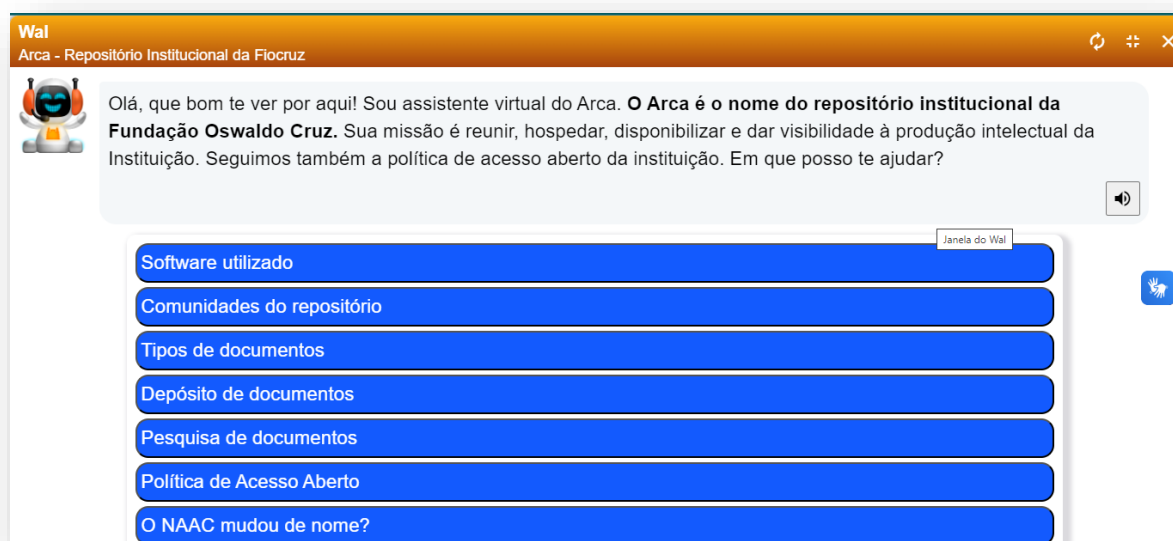 Wal
Arca - Repositório Institucional da Fiocruz
Olá, que bom te ver por aqui! Sou assistente virtual do Arca. O Arca é o nome do repositório institucional da
Fundação Oswaldo Cruz. Sua missão é reunir, hospedar, disponibilizar e dar visibilidade à produção intelectual da
Instituição. Seguimos também a política de acesso aberto da instituição. Em que posso te ajudar?
Janela do Wal
Software utilizado
Comunidades do repositório
Tipos de documentos
Depósito de documentos
Pesquisa de documentos
Política de Acesso Aberto
O NAAC mudou de nome?